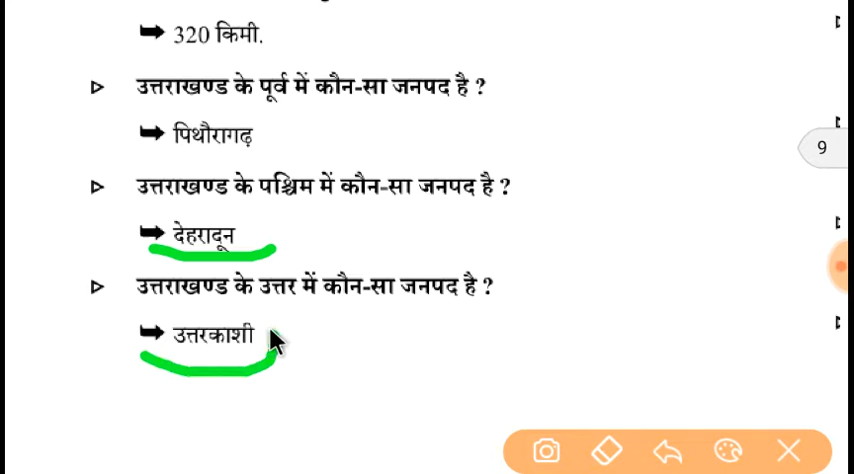 ➡ 320 किमी.
▷ उत्तराखण्ड के पूर्व में कौन-सा जनपद है ?
➡ पिथौरागढ़
9
▷ उत्तराखण्ड के पश्चिम में कौन-सा जनपद है ?
➡ देहरादून
▷ उत्तराखण्ड के उत्तर में कौन-सा जनपद है ?
➡ उत्तरकाशी